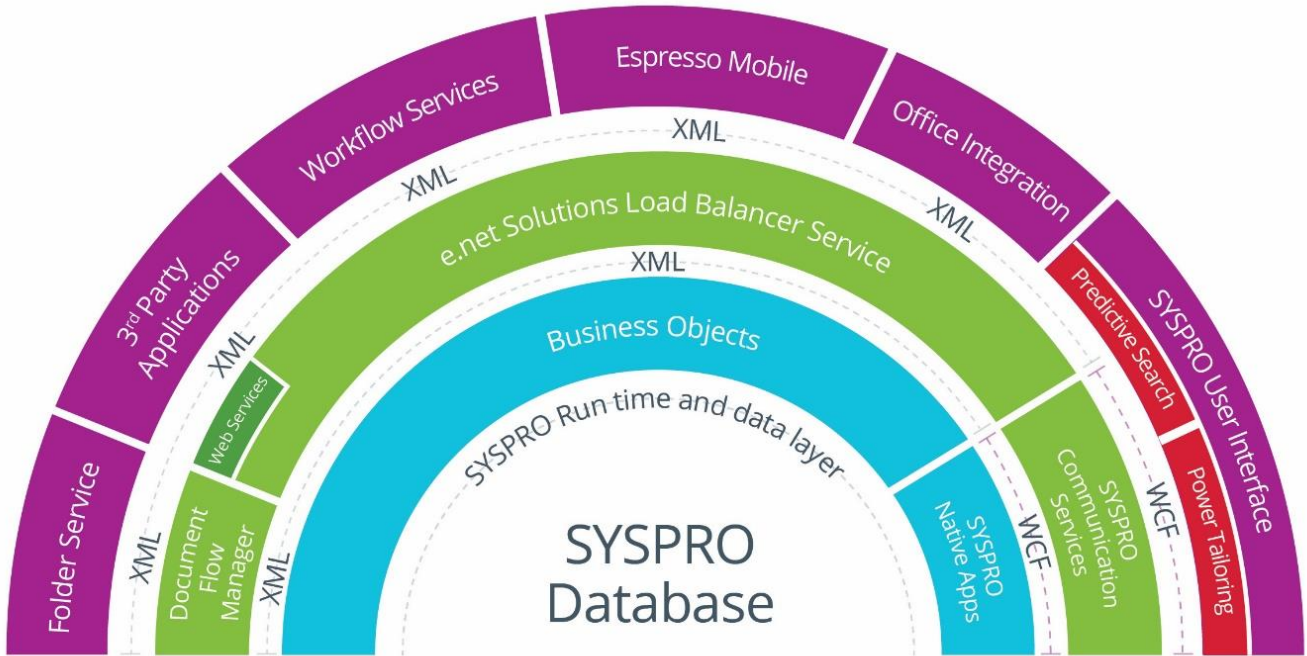 Folder Service
3rd Party
Applications
Workflow Services
Espresso Mobile
Office Integration
SYSPRO User Interface
Predictive Search
Power Tailoring
XML
XML
XML
XML
XML
WCF
Document
Flow
Manager
Web Services
e.net Solutions Load Balancer Service
SYSPRO
Communication
Services
XML
XML
WCF
Business Objects
SYSPRO
Native Apps
SYSPRO Run time and data layer
SYSPRO
Database